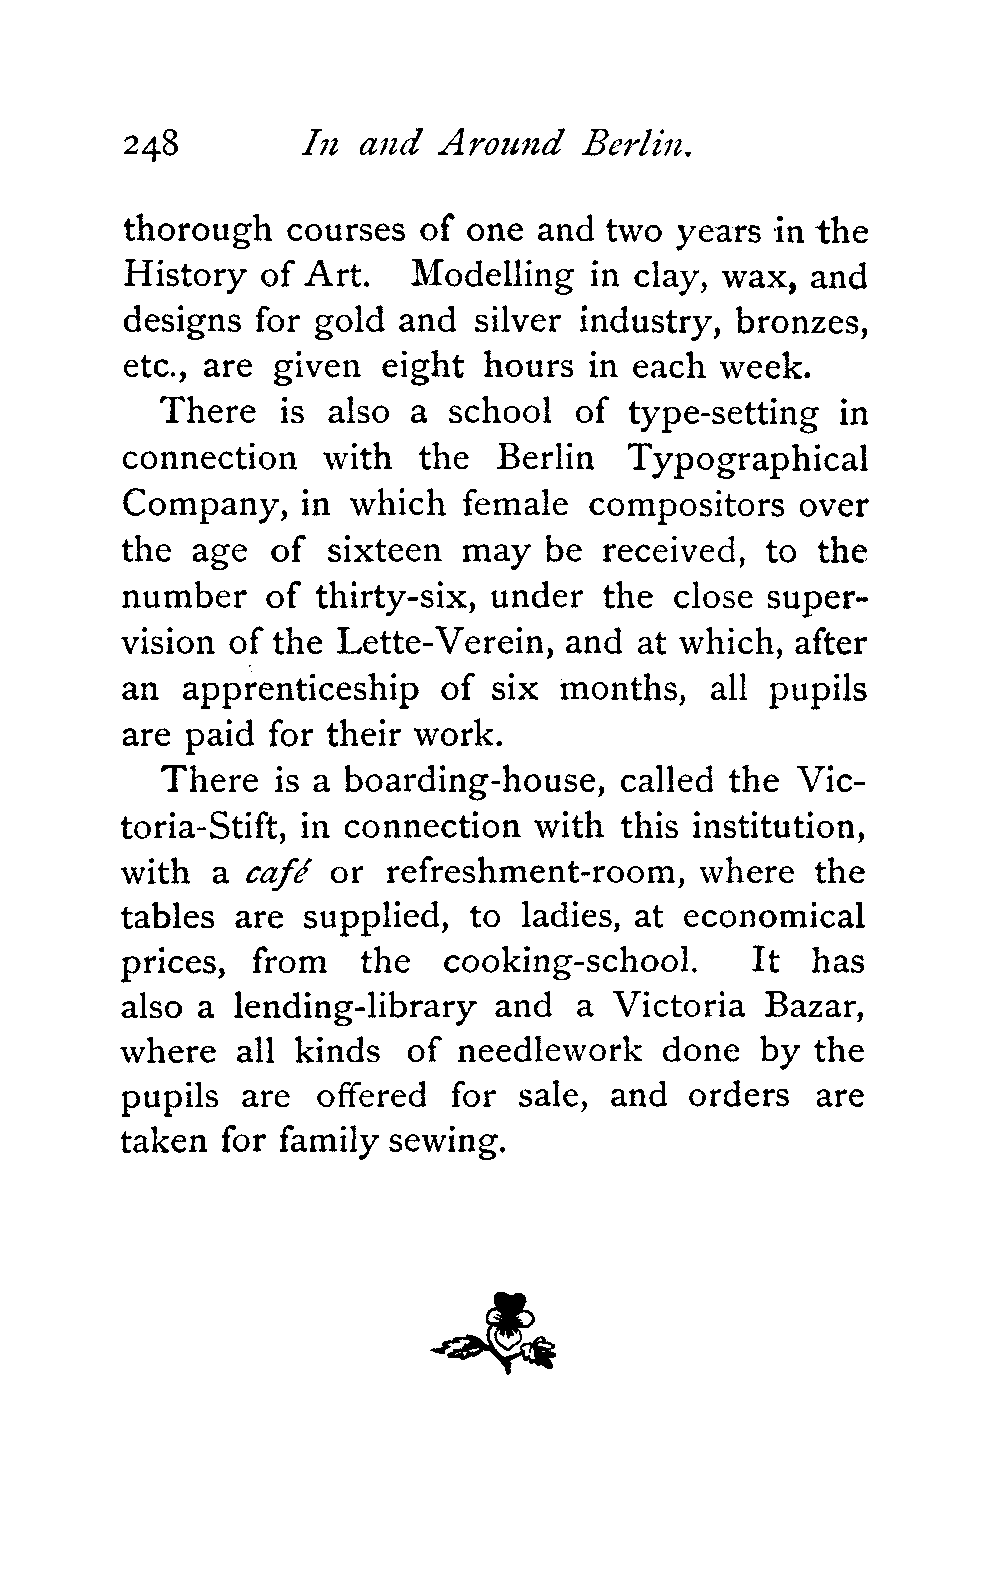 248 In and Around Berlin.
thorough courses of one and two years in the
History of Art. Modelling in clay, wax, and
designs for gold and silver industry, bronzes,
etc., are given eight hours in each week.
There is also a school of type-setting in
connection with the Berlin Typographical
Company, in which female compositors over
the age of sixteen may be received, to the
number of thirty-six, under the close super-
vision of the Lette-Verein, and at which, after
an apprenticeship of six months, all pupils
are paid for their work.
There is a boarding-house, called the Vic-
toria-Stift, in connection with this institution,
with a café or refreshment-room, where the
tables are supplied, to ladies, at economical
prices, from the cooking-school. It has
also a lending-library and a Victoria Bazar,
where all kinds of needlework done by the
pupils are offered for sale, and orders are
taken for family sewing.